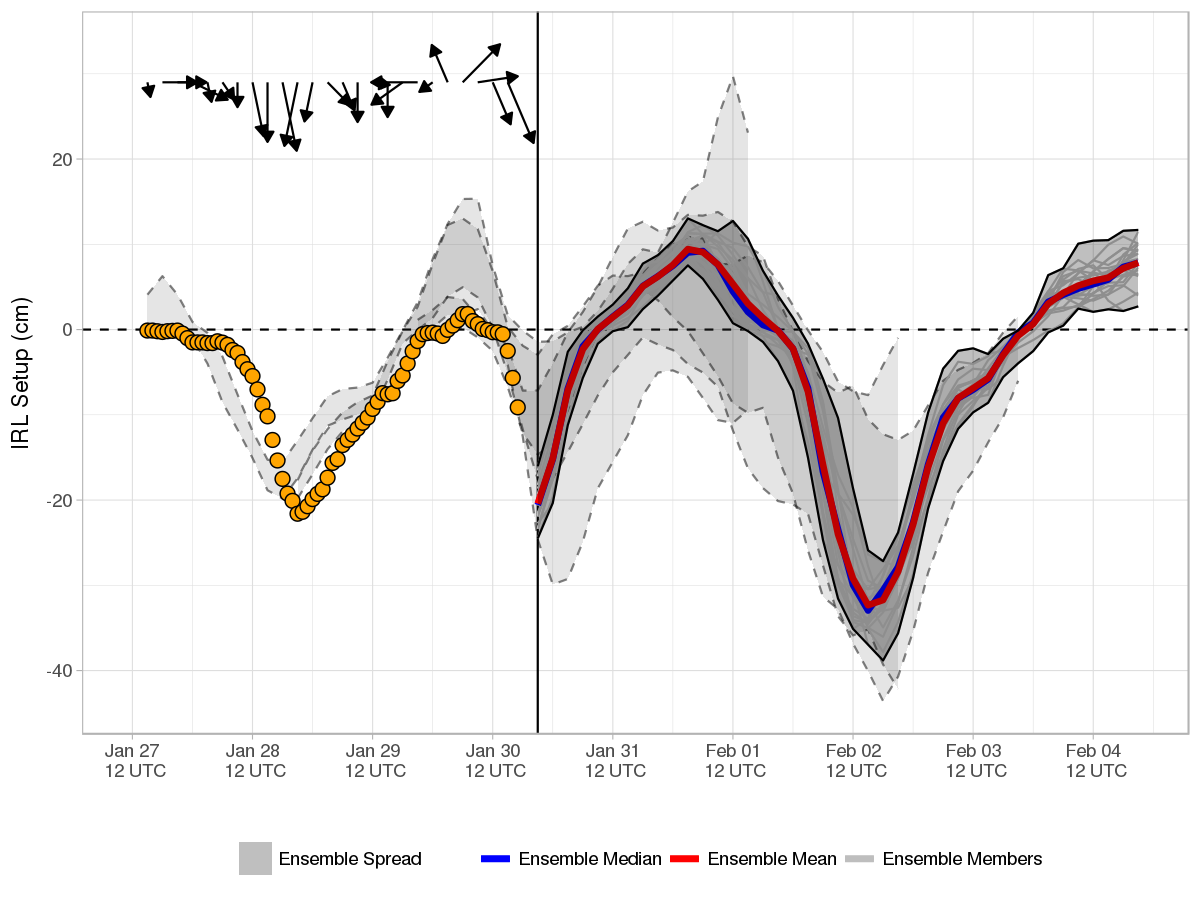 IRL Setup (cm)
20
0
-20
-40
Jan 27
12 UTC
Jan 28
12 UTC
Jan 29
12 UTC
Jan 30
12 UTC
Jan 31
12 UTC
Feb 01
12 UTC
Feb 02
12 UTC
Feb 03
12 UTC
Feb 04
12 UTC
Ensemble Spread
Ensemble Median
Ensemble Mean
Ensemble Members